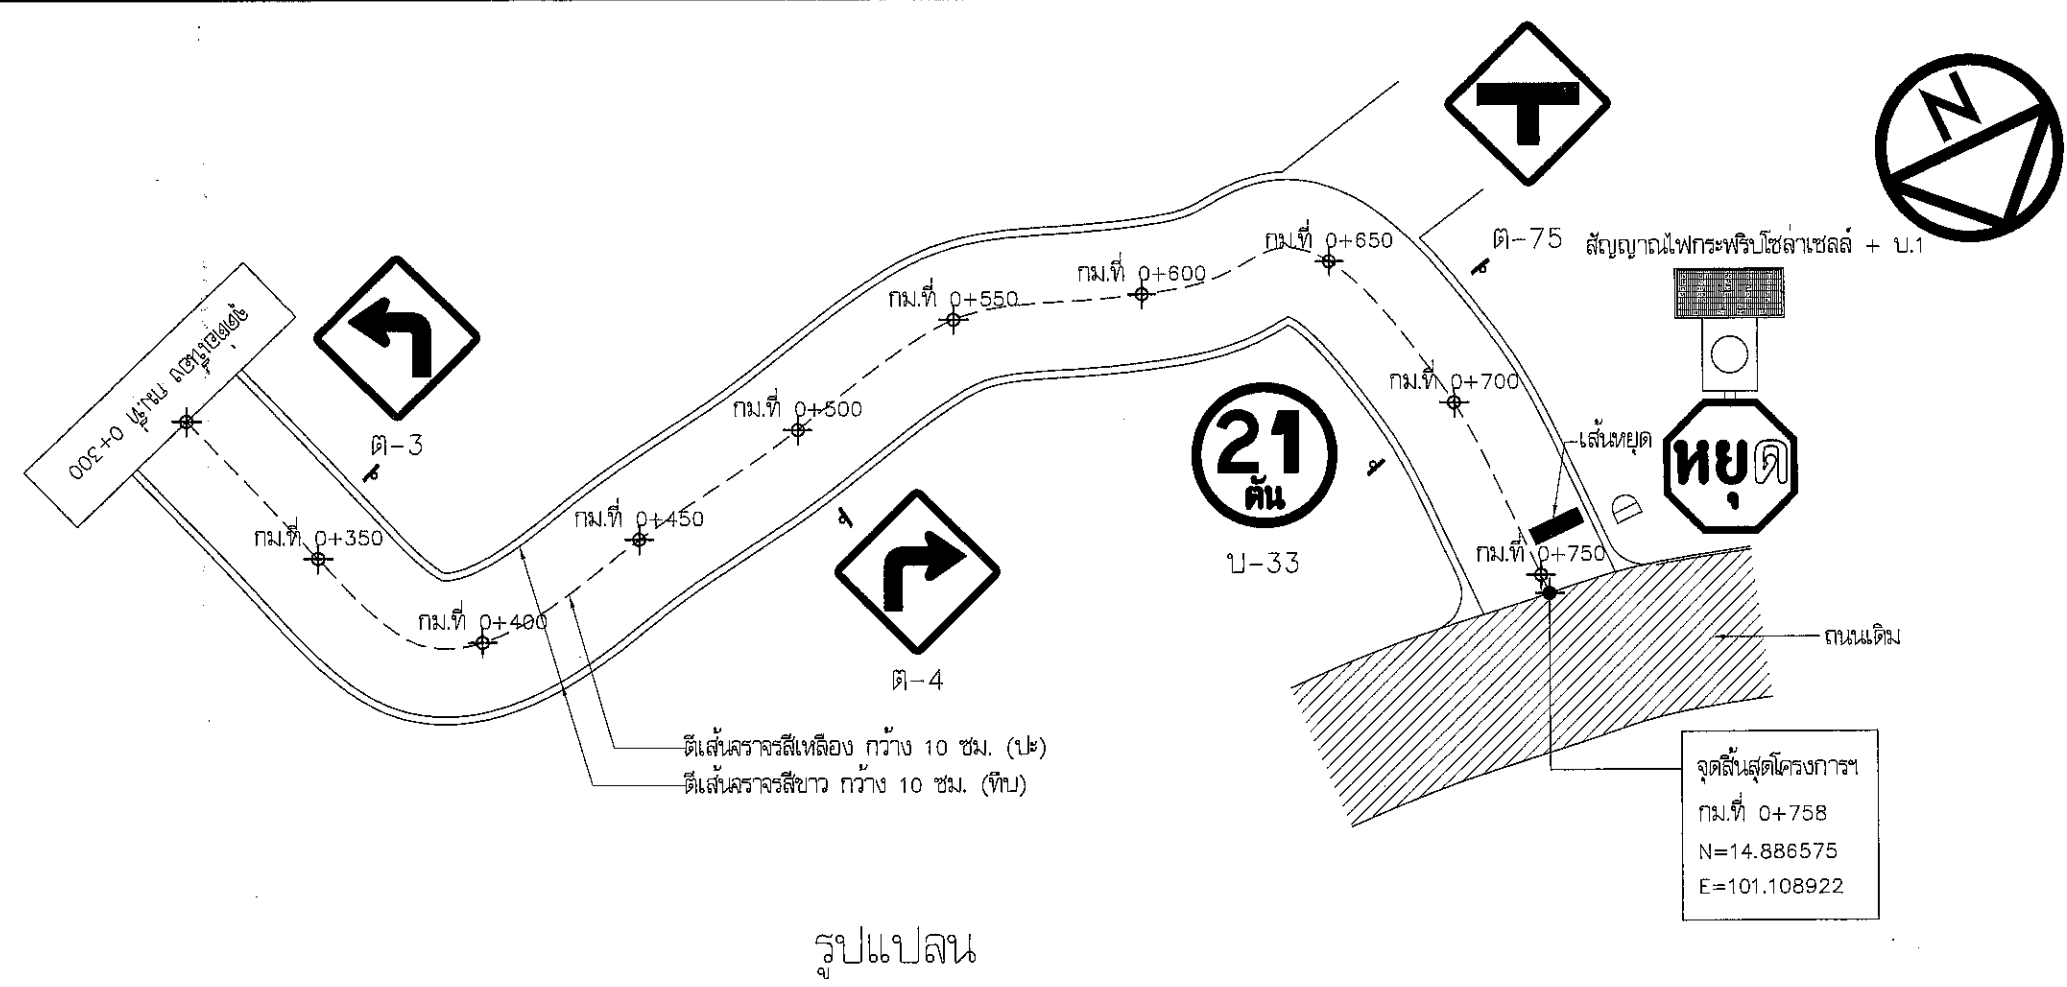 N
ต-75
สัญญาณไฟกระพริบโซล่าเซลล์ + บ.1
กม.ที่ 0+650
กม.ที่ 0+600
กม.ที่ 0+550
จุดต่อเนื่อง กม.ที่ 0+300
ต-3
กม.ที่ 0+700
กม.ที่ 0+500
21
ตัน
เส้นหยุด
หยุด
กม.ที่ 0+450
กม.ที่ 0+350
บ-33
กม.ที่ 0+750
กม.ที่ 0+400
ถนนเดิม
ต-4
ตีเส้นจราจรสีเหลือง กว้าง 10 ซม. (ปะ)
ตีเส้นจราจรสีขาว กว้าง 10 ซม. (ทึบ)
จุดสิ้นสุดโครงการฯ
กม.ที่ 0+758
N=14.886575
E=101.108922
รูปแปลน